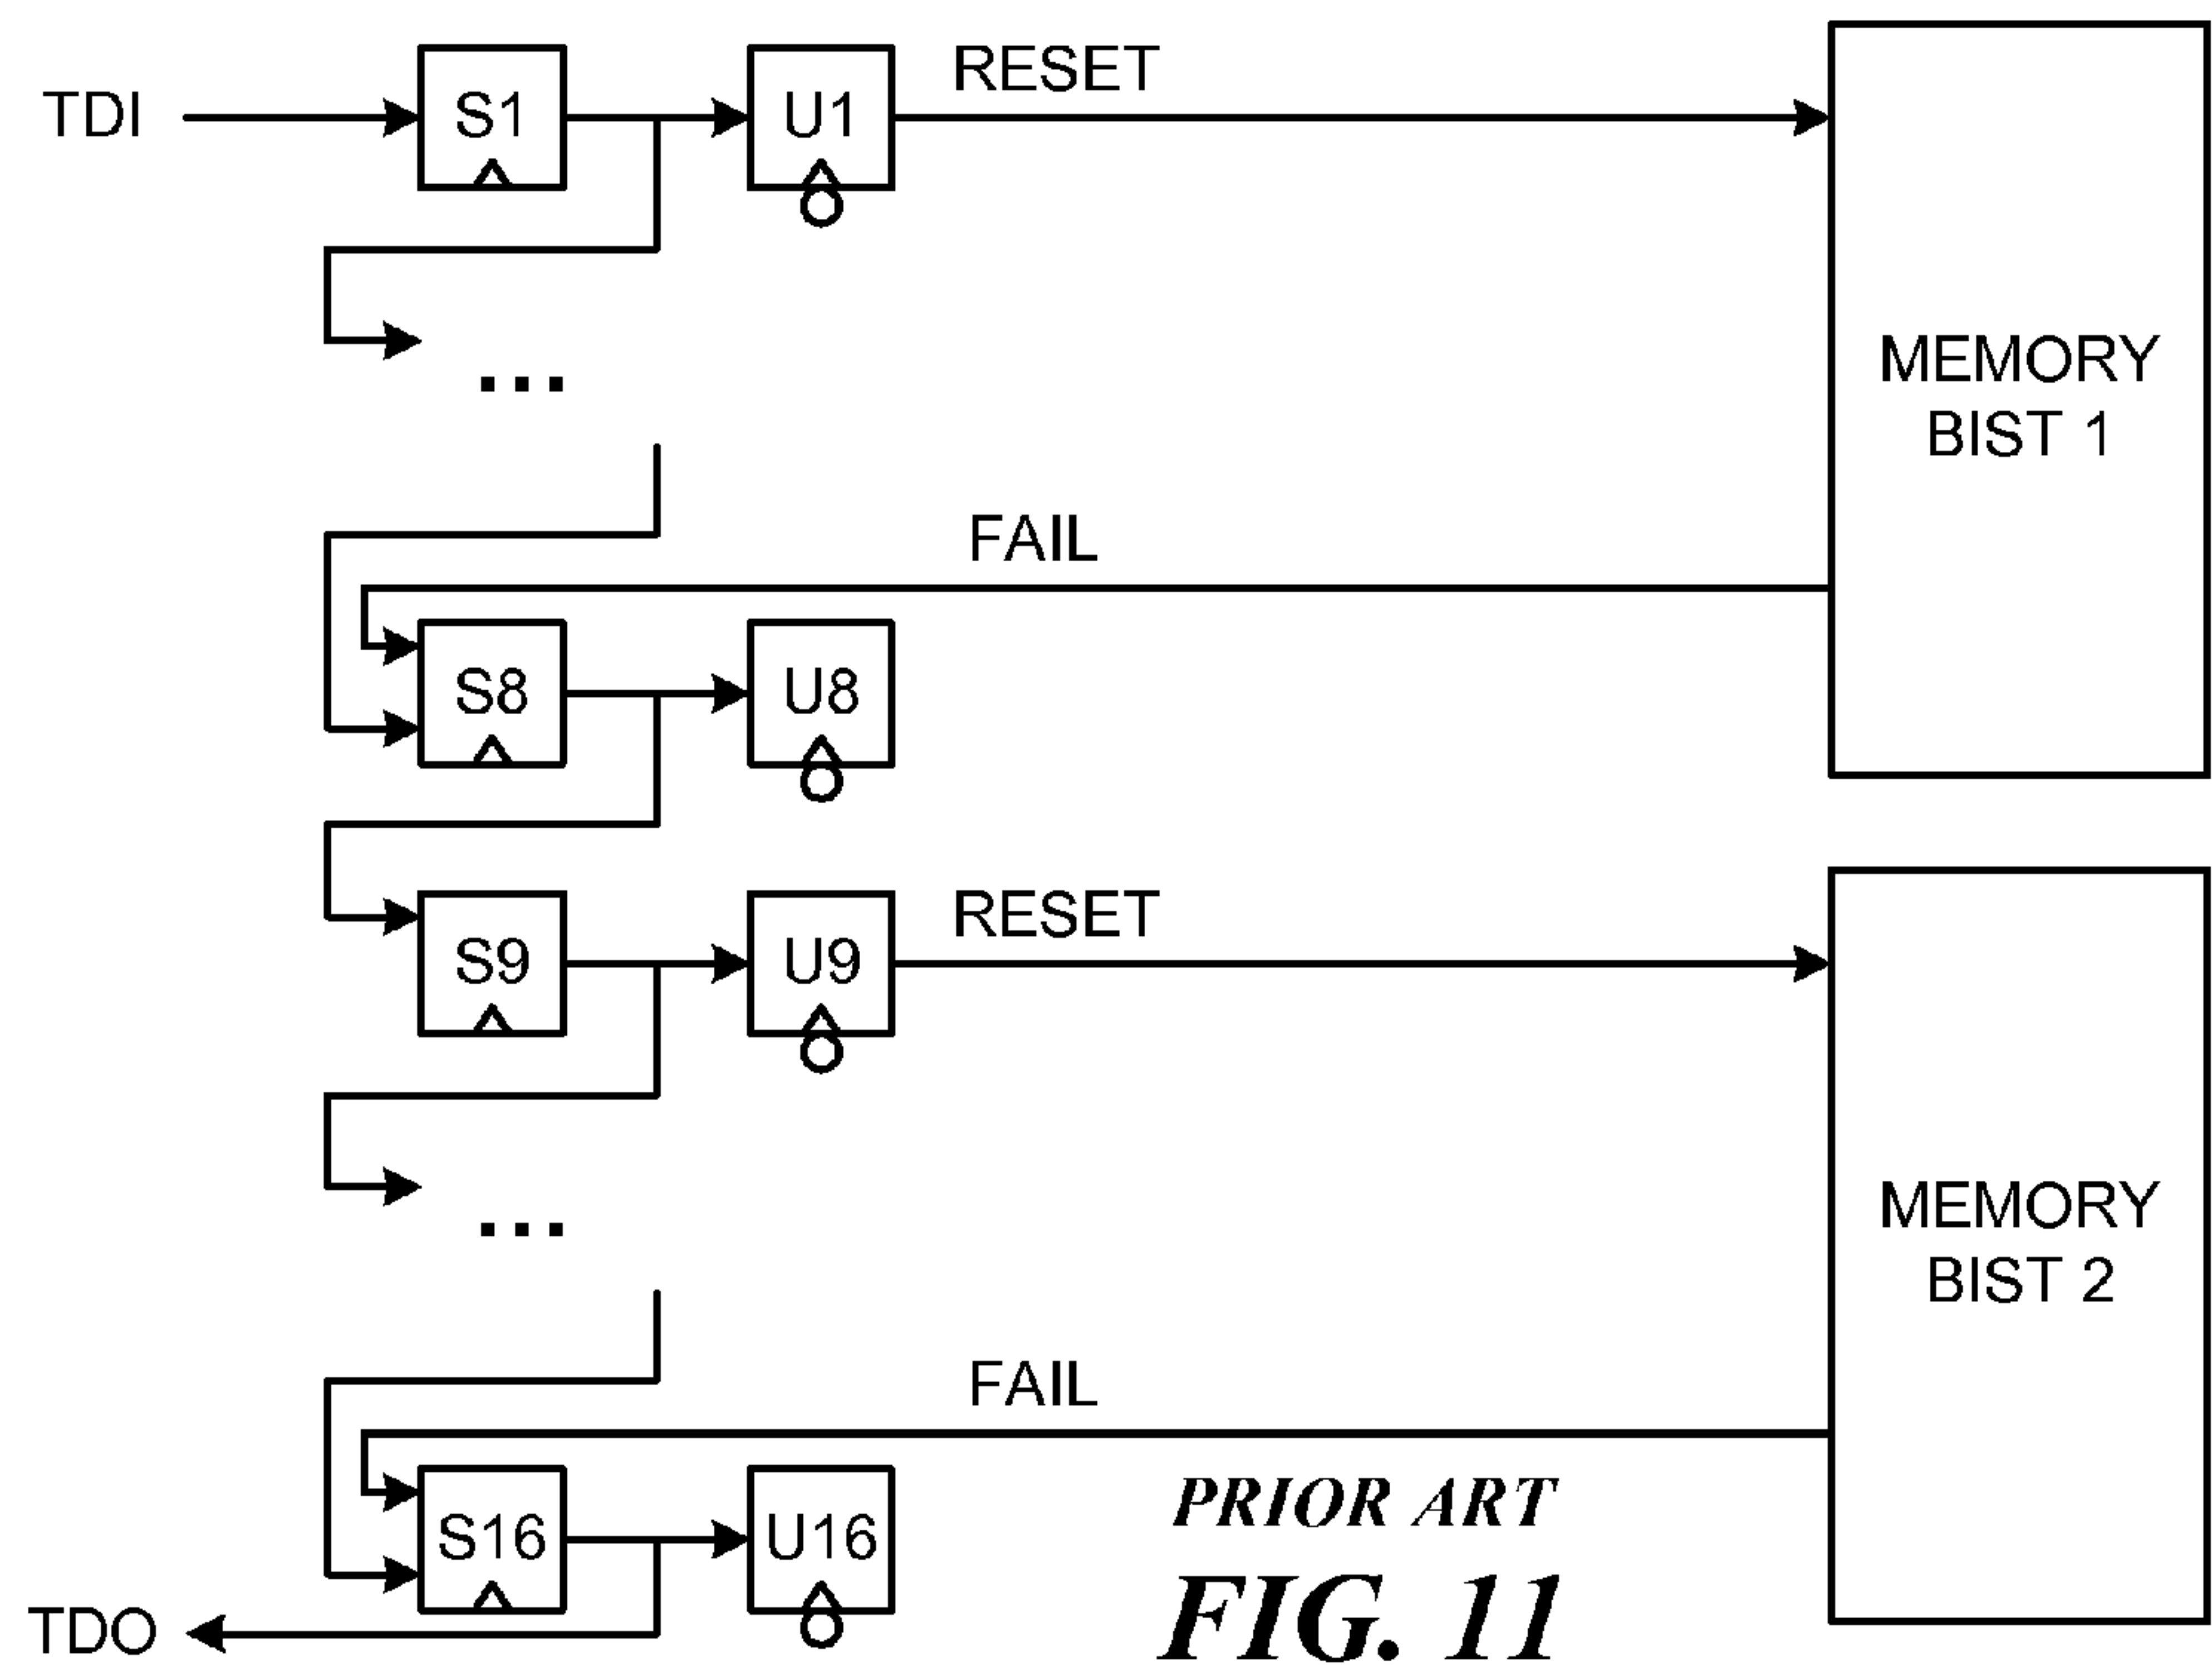 TDI
S1
U1
RESET
...
MEMORY
BIST 1
FAIL
S8
U8
S9
U9
RESET
...
MEMORY
BIST 2
FAIL
S16
U16
TDO
PRIOR ART
FIG. 11